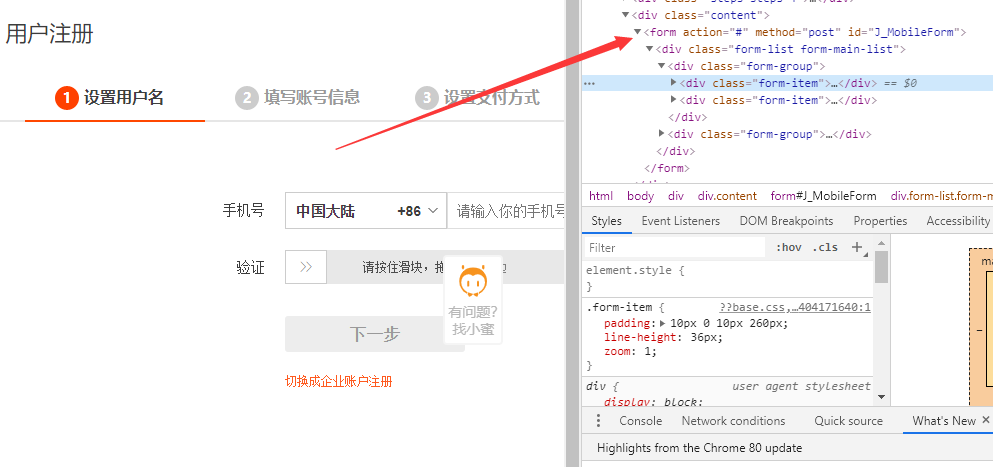 用户注册
1 设置用户名
2 填写账号信息
3 设置支付方式
手机号
中国大陆
+86
请输入你的手机号
验证
请按住滑块，拖
有问题?
找小蜜
下一步
切换成企业账户注册
<div class="content">
<form action="#" method="post" id="J_MobileForm">
<div class="form-list form-main-list">
<div class="form-group">
<div class="form-item">…</div> == $0
<div class="form-item">…</div>
</div>
<div class="form-group">…</div>
</div>
</form>
html body div div.content form#J_MobileForm div.form-list.form-m
Styles Event Listeners DOM Breakpoints Properties Accessibility
Filter :hov .cls +
element.style {
}
.form-item { ??base.css,…404171640:1
padding: 10px 0 10px 260px;
line-height: 36px;
zoom: 1;
}
div { user agent stylesheet
display: block;
Console Network conditions Quick source What's New ×
Highlights from the Chrome 80 update